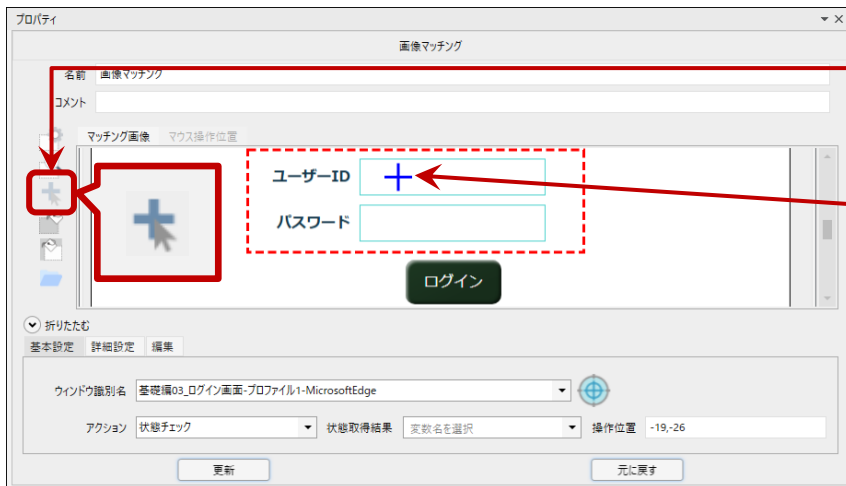 プロパティ
画像マッチング
名前 画像マッチング
コメント
マッチング画像 マウス操作位置
ユーザーID
パスワード
ログイン
折りたたむ
基本設定 詳細設定 編集
ウィンドウ識別名 基礎編03_ログイン画面-プロファイル1-MicrosoftEdge
アクション 状態チェック 状態取得結果 変数名を選択 操作位置 -19,-26
更新 元に戻す